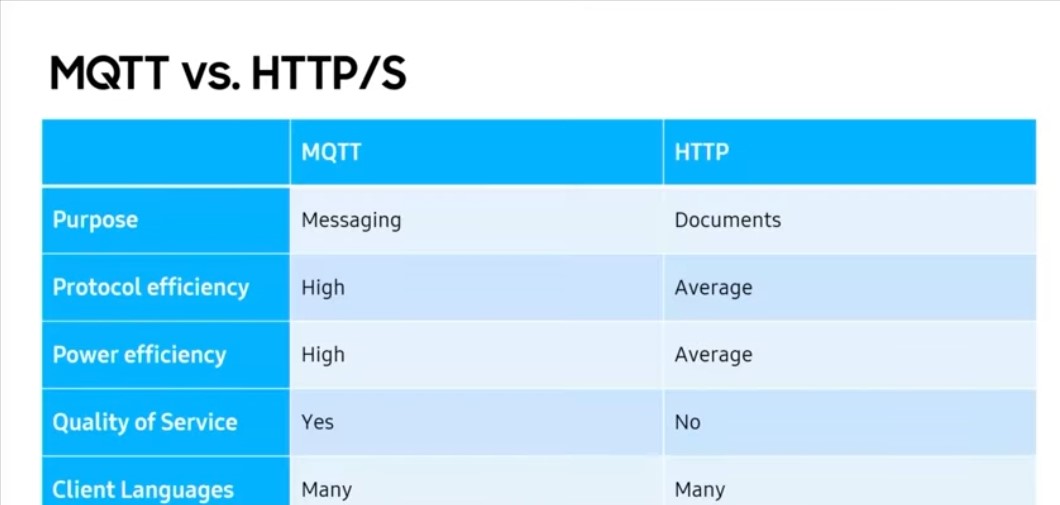 MQTT vs. HTTP/S
MQTT HTTP
Purpose Messaging Documents
Protocol efficiency High Average
Power efficiency High Average
Quality of Service Yes No
Client Languages Many Many